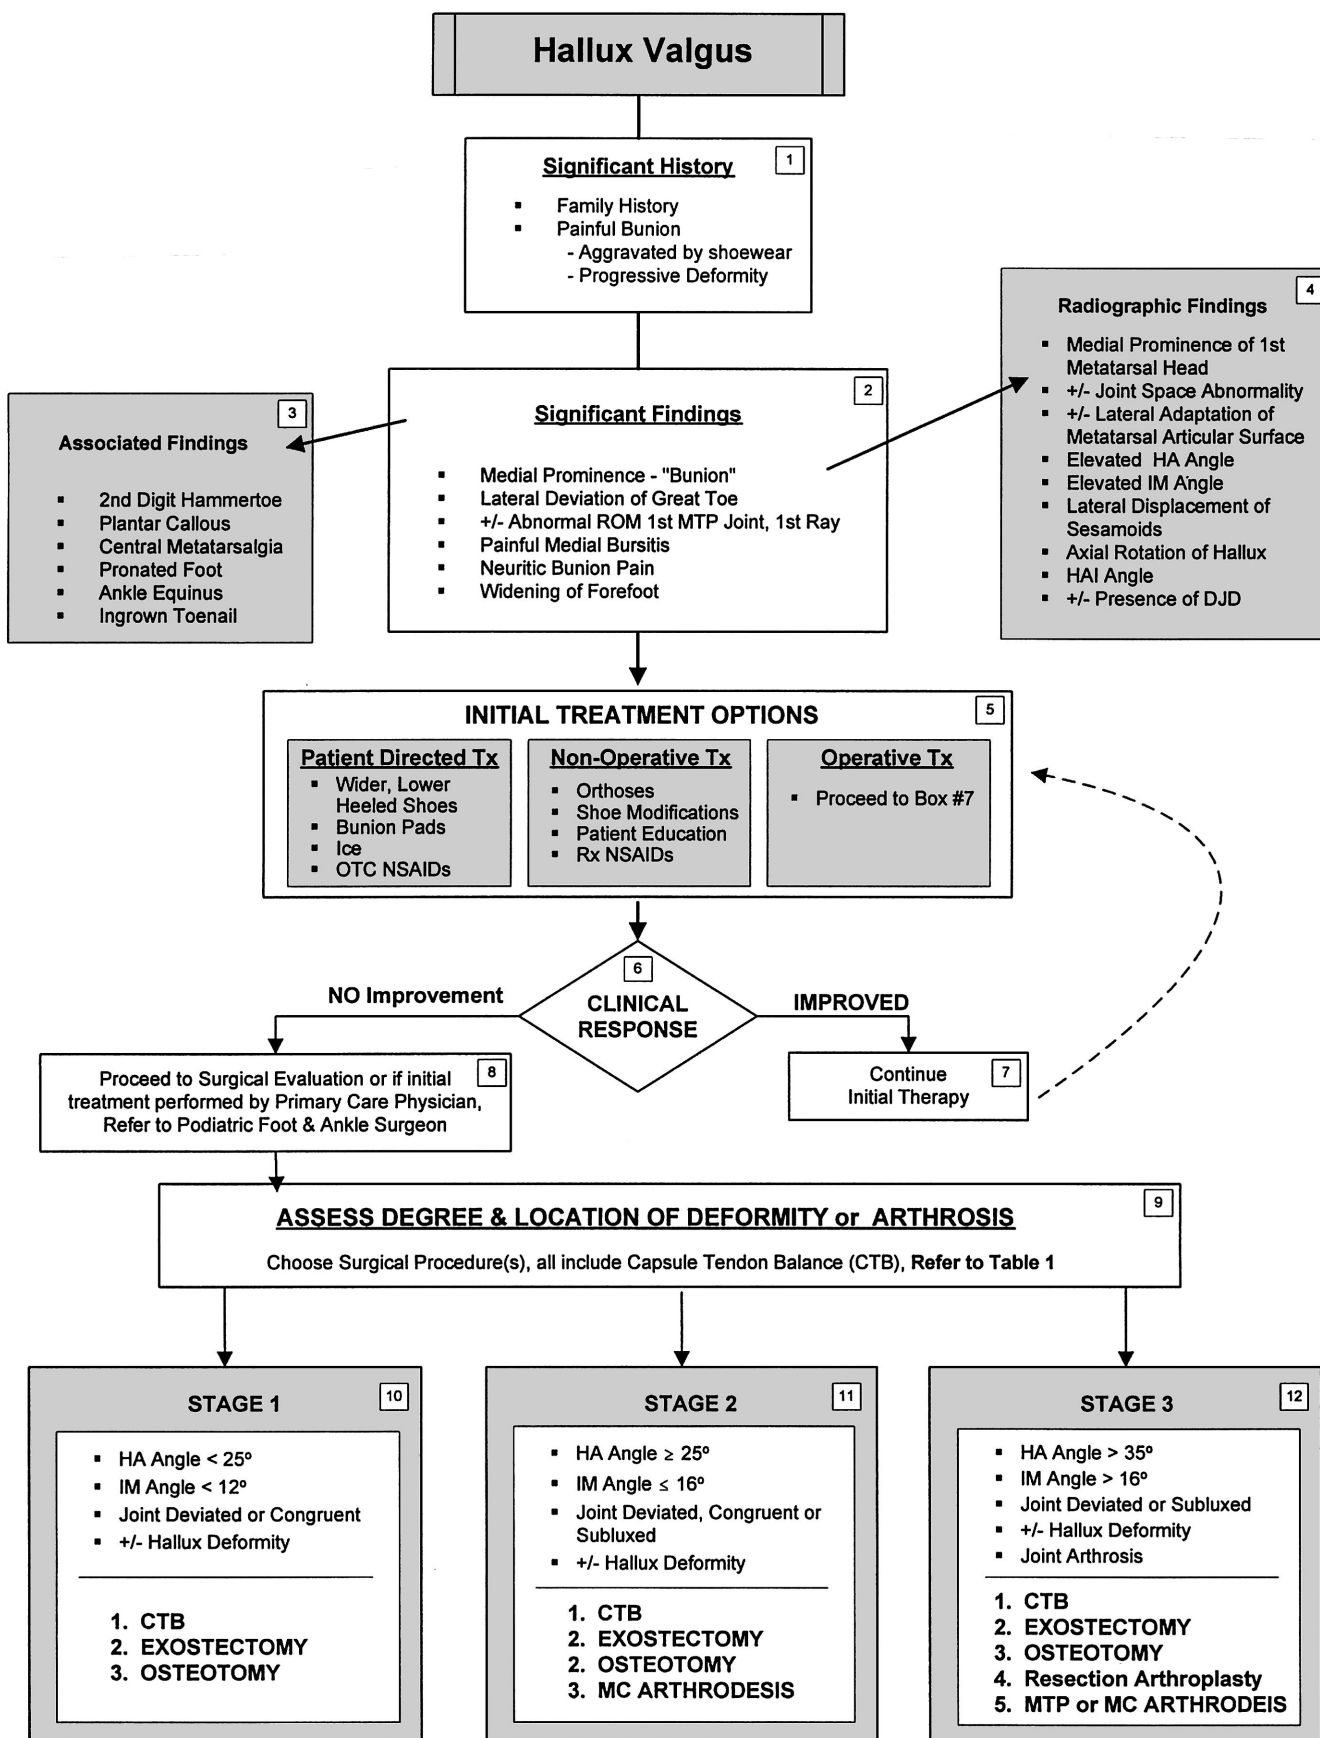 Hallux Valgus
1
Significant History
▪ Family History
▪ Painful Bunion
- Aggravated by shoewear
- Progressive Deformity
2
Significant Findings
▪ Medial Prominence - "Bunion"
▪ Lateral Deviation of Great Toe
▪ +/- Abnormal ROM 1st MTP Joint, 1st Ray
▪ Painful Medial Bursitis
▪ Neuritic Bunion Pain
▪ Widening of Forefoot
3
Associated Findings
▪ 2nd Digit Hammertoe
▪ Plantar Callous
▪ Central Metatarsalgia
▪ Pronated Foot
▪ Ankle Equinus
▪ Ingrown Toenail
4
Radiographic Findings
▪ Medial Prominence of 1st
Metatarsal Head
▪ +/- Joint Space Abnormality
▪ +/- Lateral Adaptation of
Metatarsal Articular Surface
▪ Elevated HA Angle
▪ Elevated IM Angle
▪ Lateral Displacement of
Sesamoids
▪ Axial Rotation of Hallux
▪ HAI Angle
▪ +/- Presence of DJD
5
INITIAL TREATMENT OPTIONS
Patient Directed Tx
▪ Wider, Lower
Heeled Shoes
▪ Bunion Pads
▪ Ice
▪ OTC NSAIDs
Non-Operative Tx
▪ Orthoses
▪ Shoe Modifications
▪ Patient Education
▪ Rx NSAIDs
Operative Tx
▪ Proceed to Box #7
6
CLINICAL
RESPONSE
NO Improvement
IMPROVED
7
Continue
Initial Therapy
8
Proceed to Surgical Evaluation or if initial
treatment performed by Primary Care Physician,
Refer to Podiatric Foot & Ankle Surgeon
9
ASSESS DEGREE & LOCATION OF DEFORMITY or ARTHROSIS
Choose Surgical Procedure(s), all include Capsule Tendon Balance (CTB), Refer to Table 1
10
STAGE 1
▪ HA Angle < 25º
▪ IM Angle < 12º
▪ Joint Deviated or Congruent
▪ +/- Hallux Deformity
1. CTB
2. EXOSTECTOMY
3. OSTEOTOMY
11
STAGE 2
▪ HA Angle ≥ 25º
▪ IM Angle ≤ 16º
▪ Joint Deviated, Congruent or
Subluxed
▪ +/- Hallux Deformity
1. CTB
2. EXOSTECTOMY
2. OSTEOTOMY
3. MC ARTHRODESIS
12
STAGE 3
▪ HA Angle > 35º
▪ IM Angle > 16º
▪ Joint Deviated or Subluxed
▪ +/- Hallux Deformity
▪ Joint Arthrosis
1. CTB
2. EXOSTECTOMY
3. OSTEOTOMY
4. Resection Arthroplasty
5. MTP or MC ARTHRODEIS